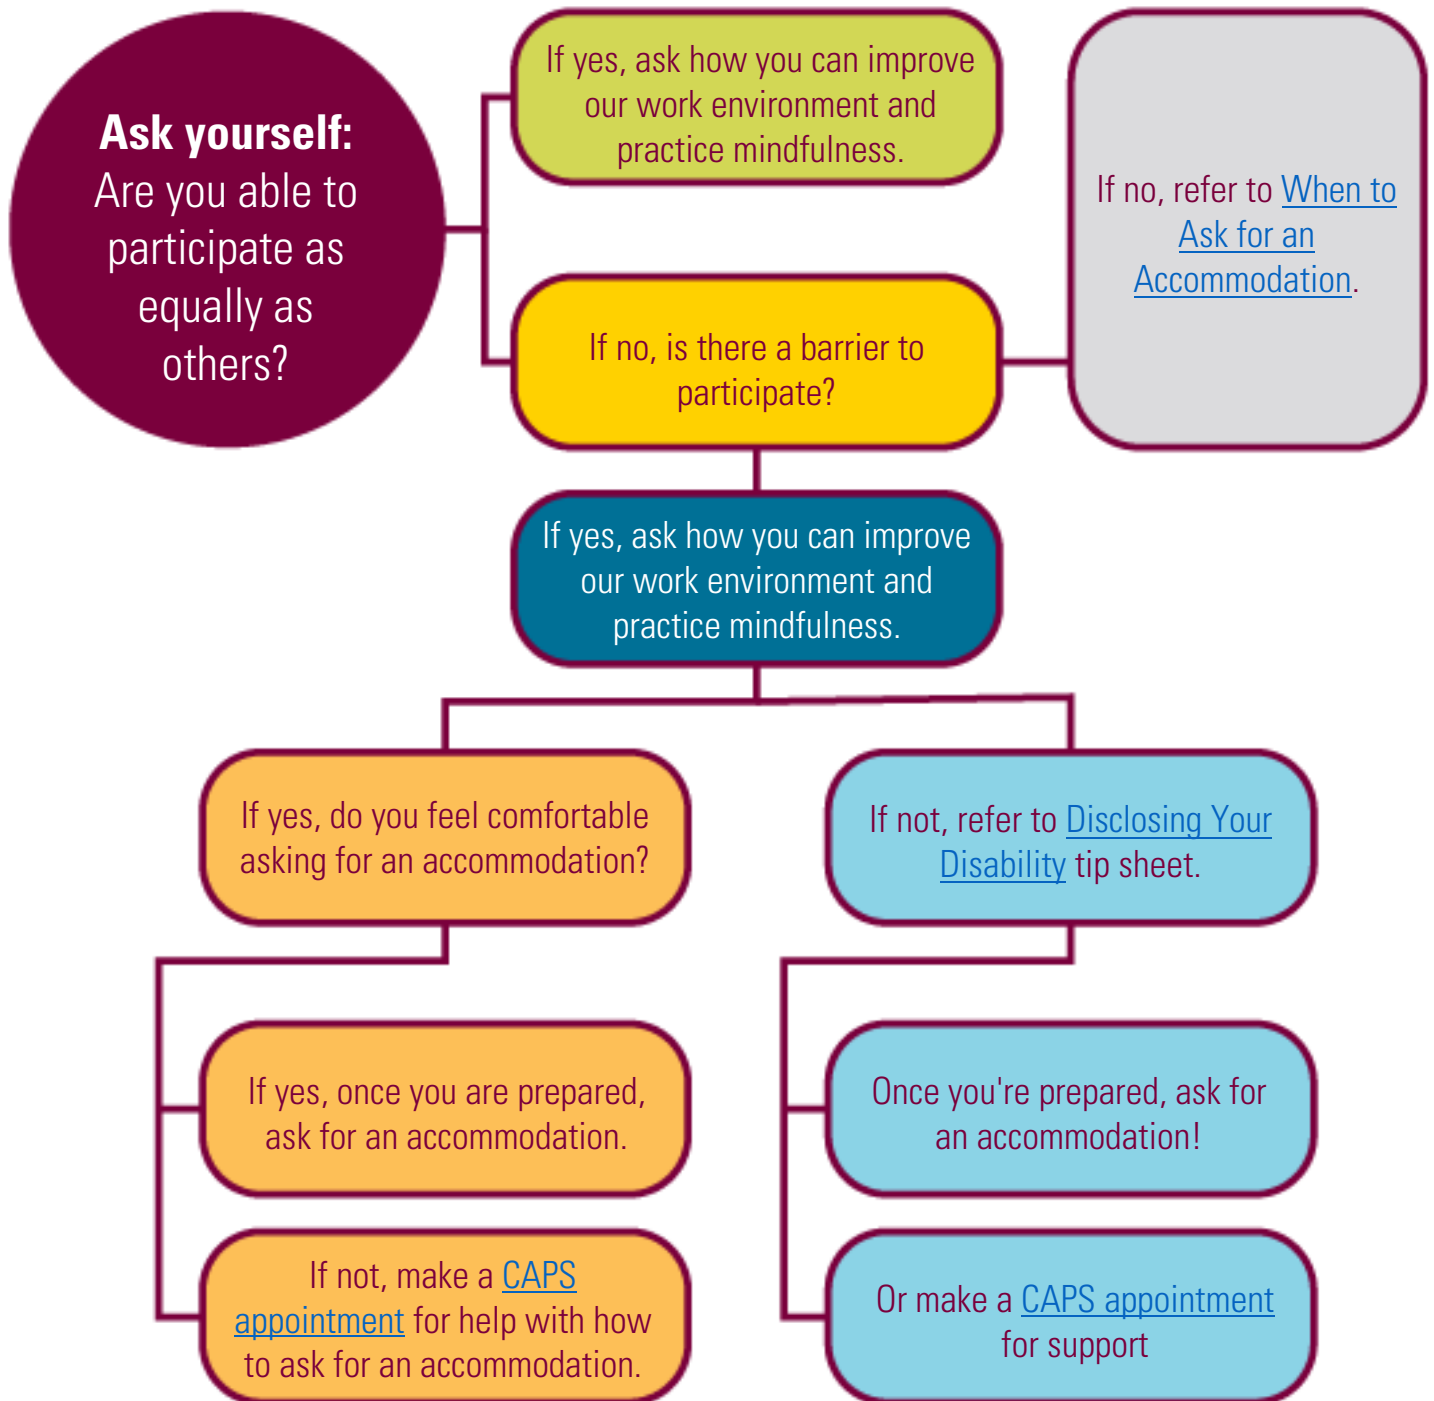 Ask yourself:
Are you able to
participate as
equally as
others?
If yes, ask how you can improve
our work environment and
practice mindfulness.
If no, is there a barrier to
participate?
If no, refer to When to
Ask for an
Accommodation.
If yes, ask how you can improve
our work environment and
practice mindfulness.
If yes, do you feel comfortable
asking for an accommodation?
If yes, once you are prepared,
ask for an accommodation.
If not, make a CAPS
appointment for help with how
to ask for an accommodation.
If not, refer to Disclosing Your
Disability tip sheet.
Once you're prepared, ask for
an accommodation!
Or make a CAPS appointment
for support